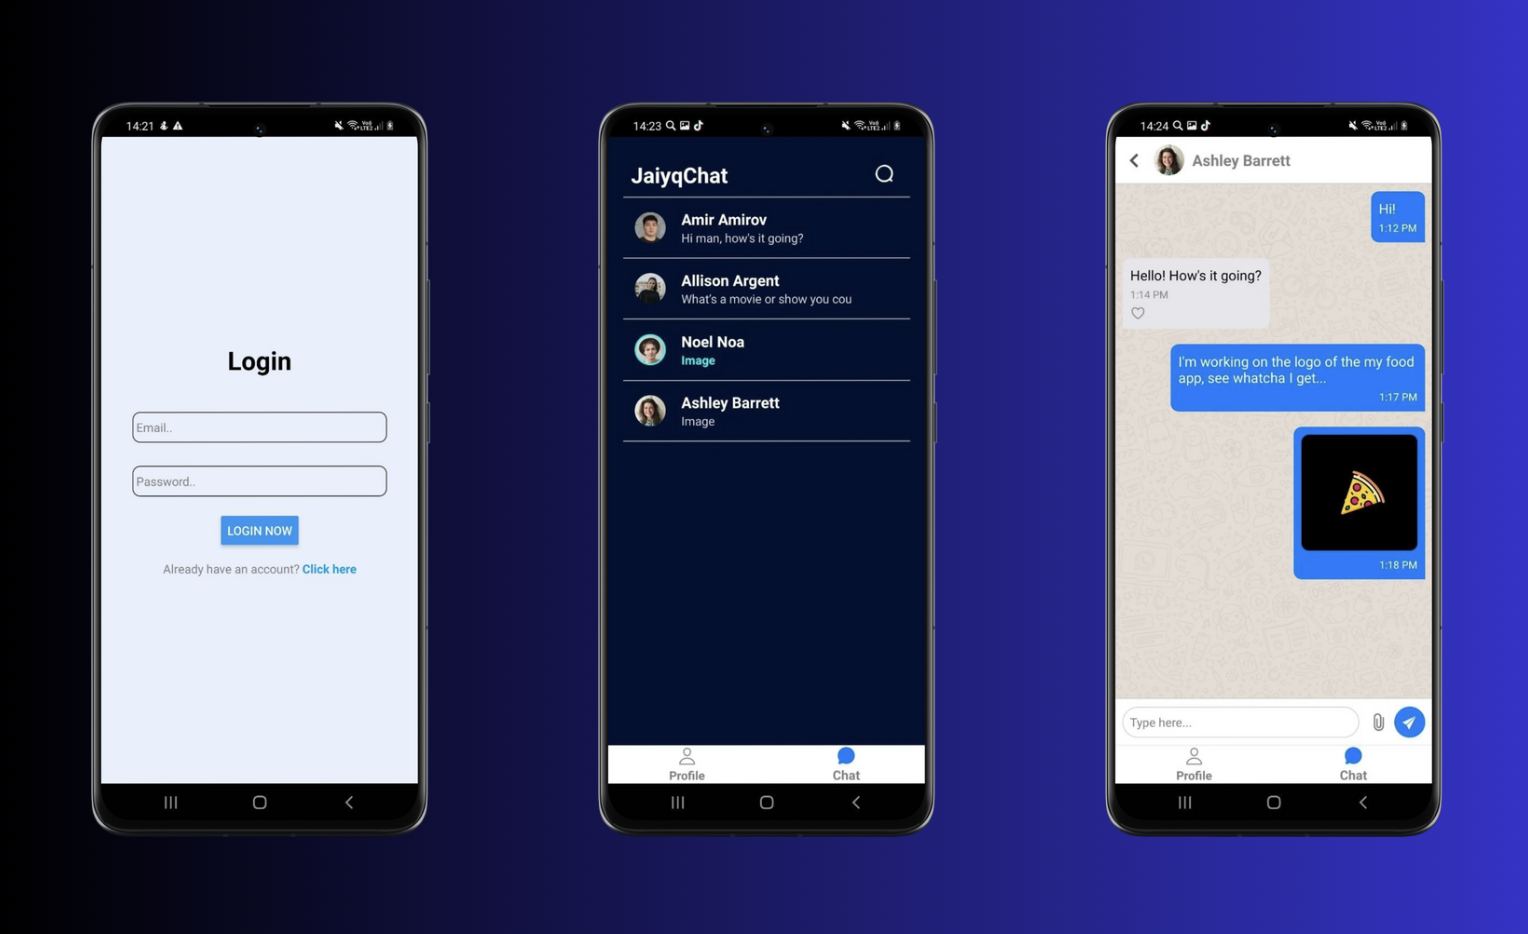 14:21
Login
Email..
Password..
LOGIN NOW
Already have an account? Click here
14:23
JaiyqChat
Amir Amirov
Hi man, how's it going?
Allison Argent
What's a movie or show you cou
Noel Noa
Image
Ashley Barrett
Image
Profile
Chat
14:24
Ashley Barrett
Hi!
1:12 PM
Hello! How's it going?
1:14 PM
I'm working on the logo of the my food
app, see whatcha I get...
1:17 PM
1:18 PM
Type here...
Profile
Chat